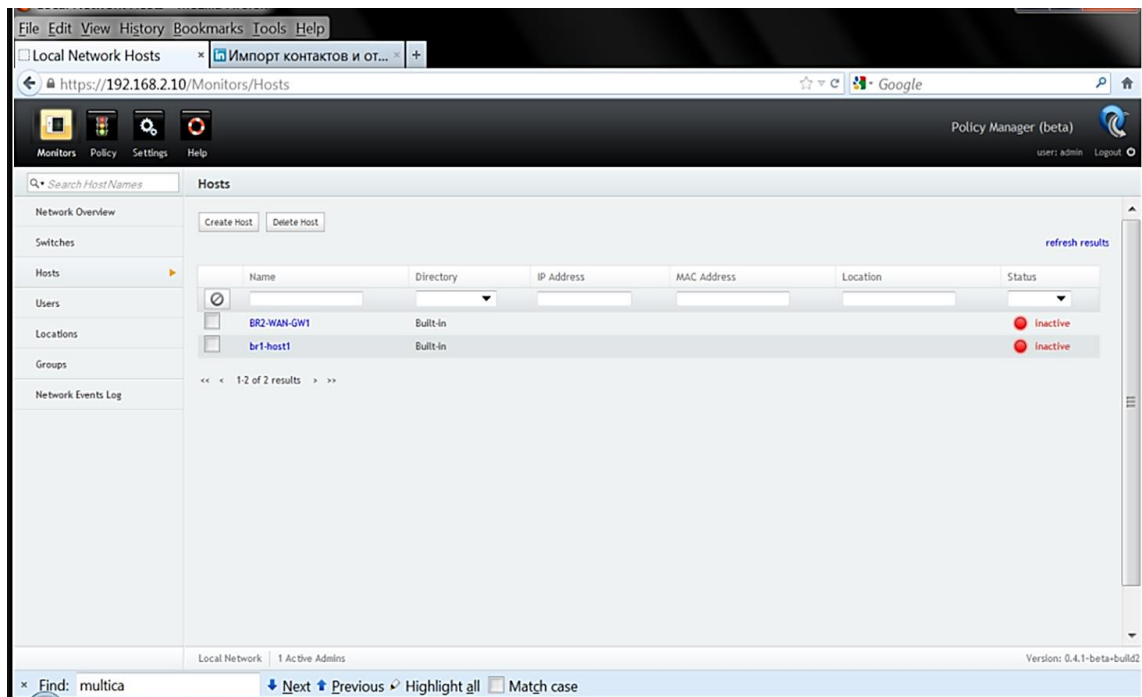 File Edit View History Bookmarks Tools Help
Local Network Hosts × Импорт контактов и от... × +
https://192.168.2.10/Monitors/Hosts Google
Policy Manager (beta)
Monitors Policy Settings Help
user: admin Logout
Search HostNames
Hosts
Network Overview
Switches
Hosts
Users
Locations
Groups
Network Events Log
Create Host Delete Host
refresh results
Name Directory IP Address MAC Address Location Status
BR2-WAN-GW1 Built-in inactive
br1-host1 Built-in inactive
<< < 1-2 of 2 results > >>
Local Network 1 Active Admins Version: 0.4.1-beta+build2
× Find: multica Next Previous Highlight all Match case